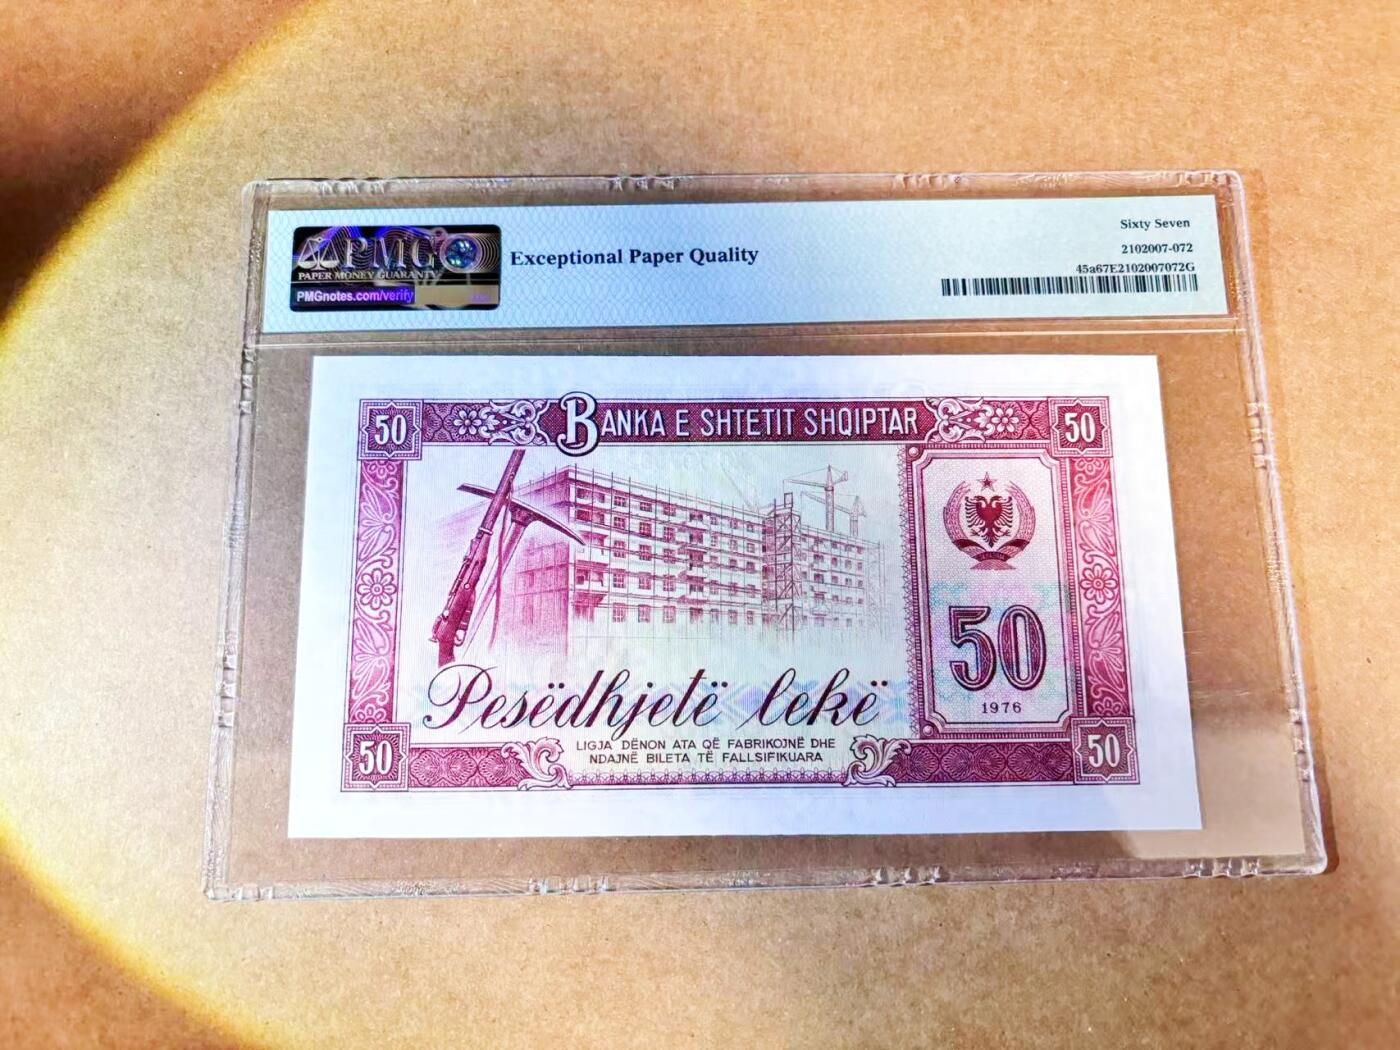 PMG
PAPER MONEY GUARANTY
PMGnotes.com/verify
Exceptional Paper Quality
Sixty Seven
2102007-072
45a67E2102007072G
50
BANKA E SHTETIT SHQIPTAR
50
50
1976
Pesëdhjetë lekë
LIGJA DËNON ATA QË FABRIKOJNË DHE
NDAJNË BILETA TË FALLSIFIKUARA
50
50